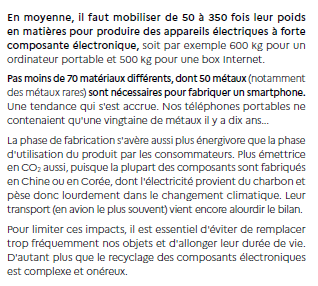 En moyenne, il faut mobiliser de 50 à 350 fois leur poids
en matières pour produire des appareils électriques à forte
composante électronique, soit par exemple 600 kg pour un
ordinateur portable et 500 kg pour une box Internet.
Pas moins de 70 matériaux différents, dont 50 métaux (notamment
des métaux rares) sont nécessaires pour fabriquer un smartphone.
Une tendance qui s'est accrue. Nos téléphones portables ne
contenaient qu'une vingtaine de métaux il y a dix ans...
La phase de fabrication s'avère aussi plus énergivore que la phase
d'utilisation du produit par les consommateurs. Plus émettrice
en CO₂ aussi, puisque la plupart des composants sont fabriqués
en Chine ou en Corée, dont l'électricité provient du charbon et
pèse donc lourdement dans le changement climatique. Leur
transport (en avion le plus souvent) vient encore alourdir le bilan.
Pour limiter ces impacts, il est essentiel d'éviter de remplacer
trop fréquemment nos objets et d'allonger leur durée de vie.
D'autant plus que le recyclage des composants électroniques
est complexe et onéreux.